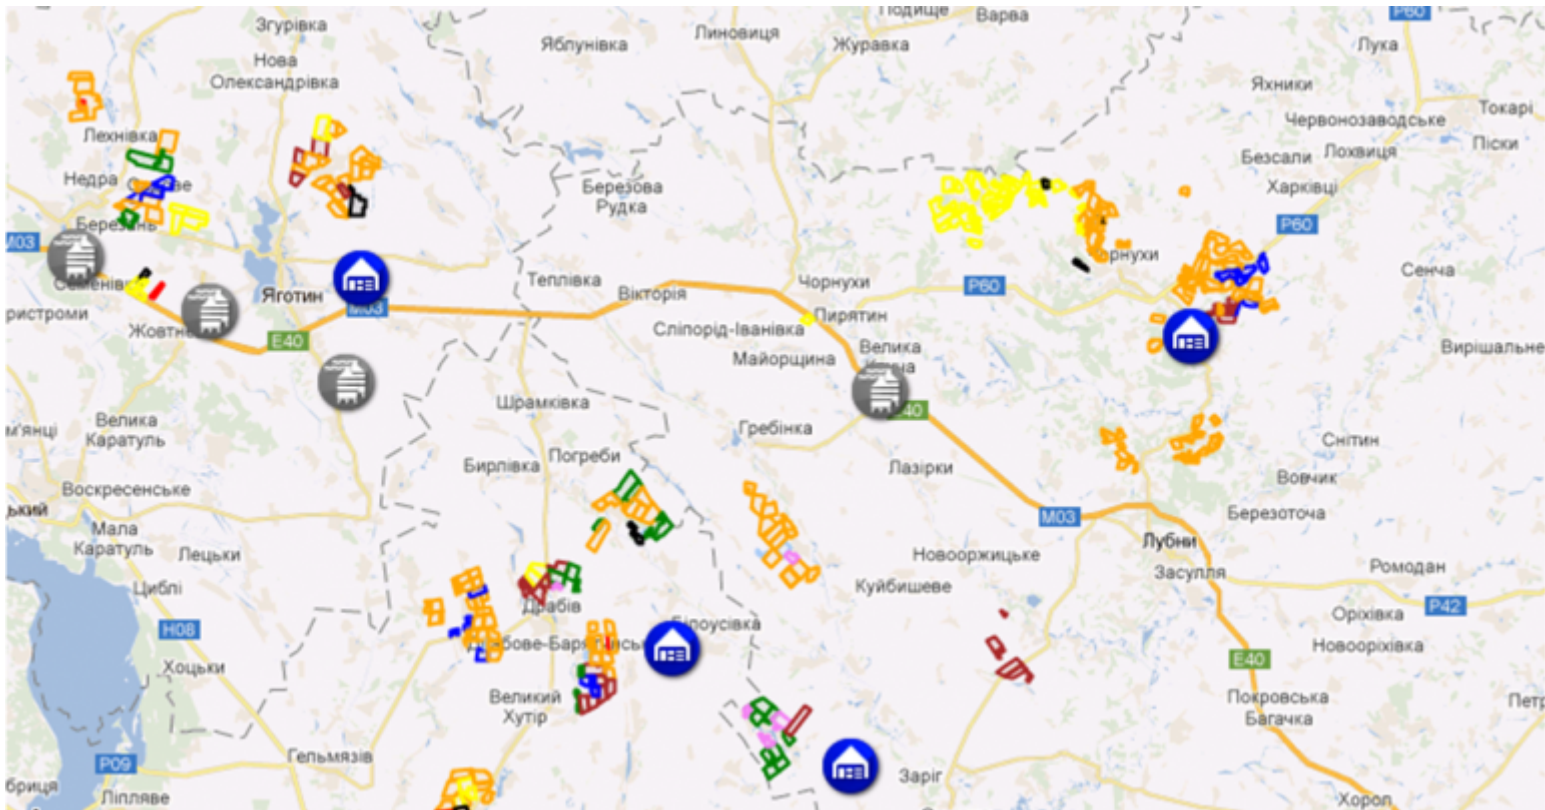 Згурівка
Яблунівка
Линовиця
Подище
Варва
Журавка
P60
Лука
Нова
Олександрівка
Яхники
Токарі
Червонозаводське
Лехнівка
Піски
Безсали
Лохвиця
Недра
Березова
Рудка
Харківці
Березань
P60
M03
Теплівка
Чорнухи
Сенча
Яготин
Вікторія
P60
M03
Пирятин
Сліпорід-Іванівка
E40
Майорщина
Велика
Вирішальне
Шрамківка
Велика
Каратуль
Гребінка
Снітин
Погреби
Бирлівка
Лазірки
Вовчик
Воскресенське
M03
Березоточа
Мала
Каратуль
Лецьки
Новооржицьке
Лубни
Засулля
Ромодан
Циблі
Куйбишеве
P42
Драбів
Оріхівка
H08
Білоусівка
Новооріхівка
E40
Хоцьки
Великий
Хутір
Покровська
Багачка
Гельмязів
P09
Заріг
Ліпляве
Хорол